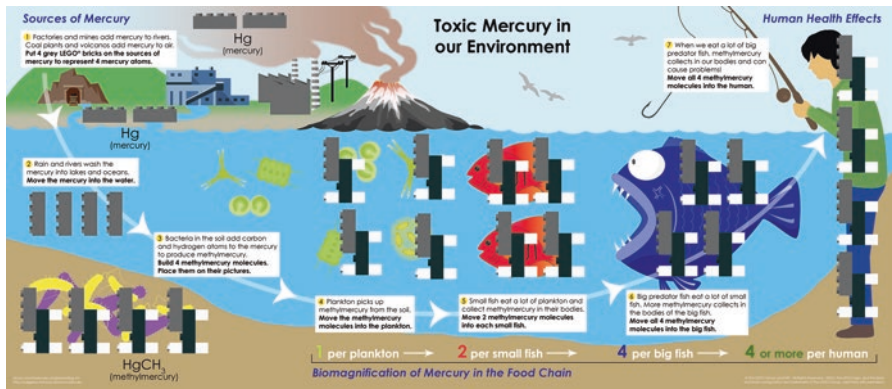 Sources of Mercury
Toxic Mercury in
our Environment
Human Health Effects
1 Factories and mines add mercury to rivers.
Coal plants and volcanos add mercury to air.
Put 4 grey LEGO® bricks on the sources of
mercury to represent 4 mercury atoms.
Hg
(mercury)
7 When we eat a lot of big
predator fish, methylmercury
collects in our bodies and can
cause problems!
Move all 4 methylmercury
molecules into the human.
Hg
(mercury)
2 Rain and rivers wash the
mercury into lakes and oceans.
Move the mercury into the water.
3 Bacteria in the soil add carbon
and hydrogen atoms to the mercury
to produce methylmercury.
Build 4 methylmercury molecules.
Place them on their pictures.
4 Plankton picks up
methylmercury from the soil.
Move the methylmercury
molecules into the plankton.
5 Small fish eat a lot of plankton and
collect methylmercury in their bodies.
Move 2 methylmercury molecules
into each small fish.
6 Big predator fish eat a lot of small
fish. More methylmercury collects in
the bodies of the big fish.
Move all 4 methylmercury
molecules into the big fish.
HgCH3
(methylmercury)
1 per plankton 2 per small fish 4 per big fish 4 or more per human
Biomagnification of Mercury in the Food Chain